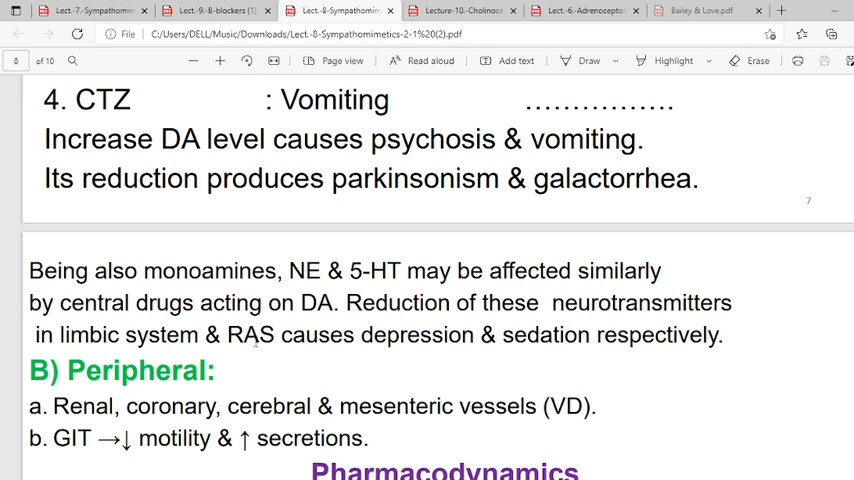 Lect.-7.-Sympathomim
Lect.-9.-B-blockers (1)
Lect.-8-Sympathomim
Lecture-10.-Cholinoce
Lect.-6.-Adrenoceptor
Bailey & Love.pdf
File
C:/Users/DELL/Music/Downloads/Lect.-8-Sympathomimetics-2-1%20(2).pdf
8 of 10
Page view
Read aloud
Add text
Draw
Highlight
Erase
4. CTZ : Vomiting ................
Increase DA level causes psychosis & vomiting.
Its reduction produces parkinsonism & galactorrhea.
7
Being also monoamines, NE & 5-HT may be affected similarly
by central drugs acting on DA. Reduction of these neurotransmitters
in limbic system & RAS causes depression & sedation respectively.
B) Peripheral:
a. Renal, coronary, cerebral & mesenteric vessels (VD).
b. GIT →↓ motility & ↑ secretions.
Pharmacodynamics